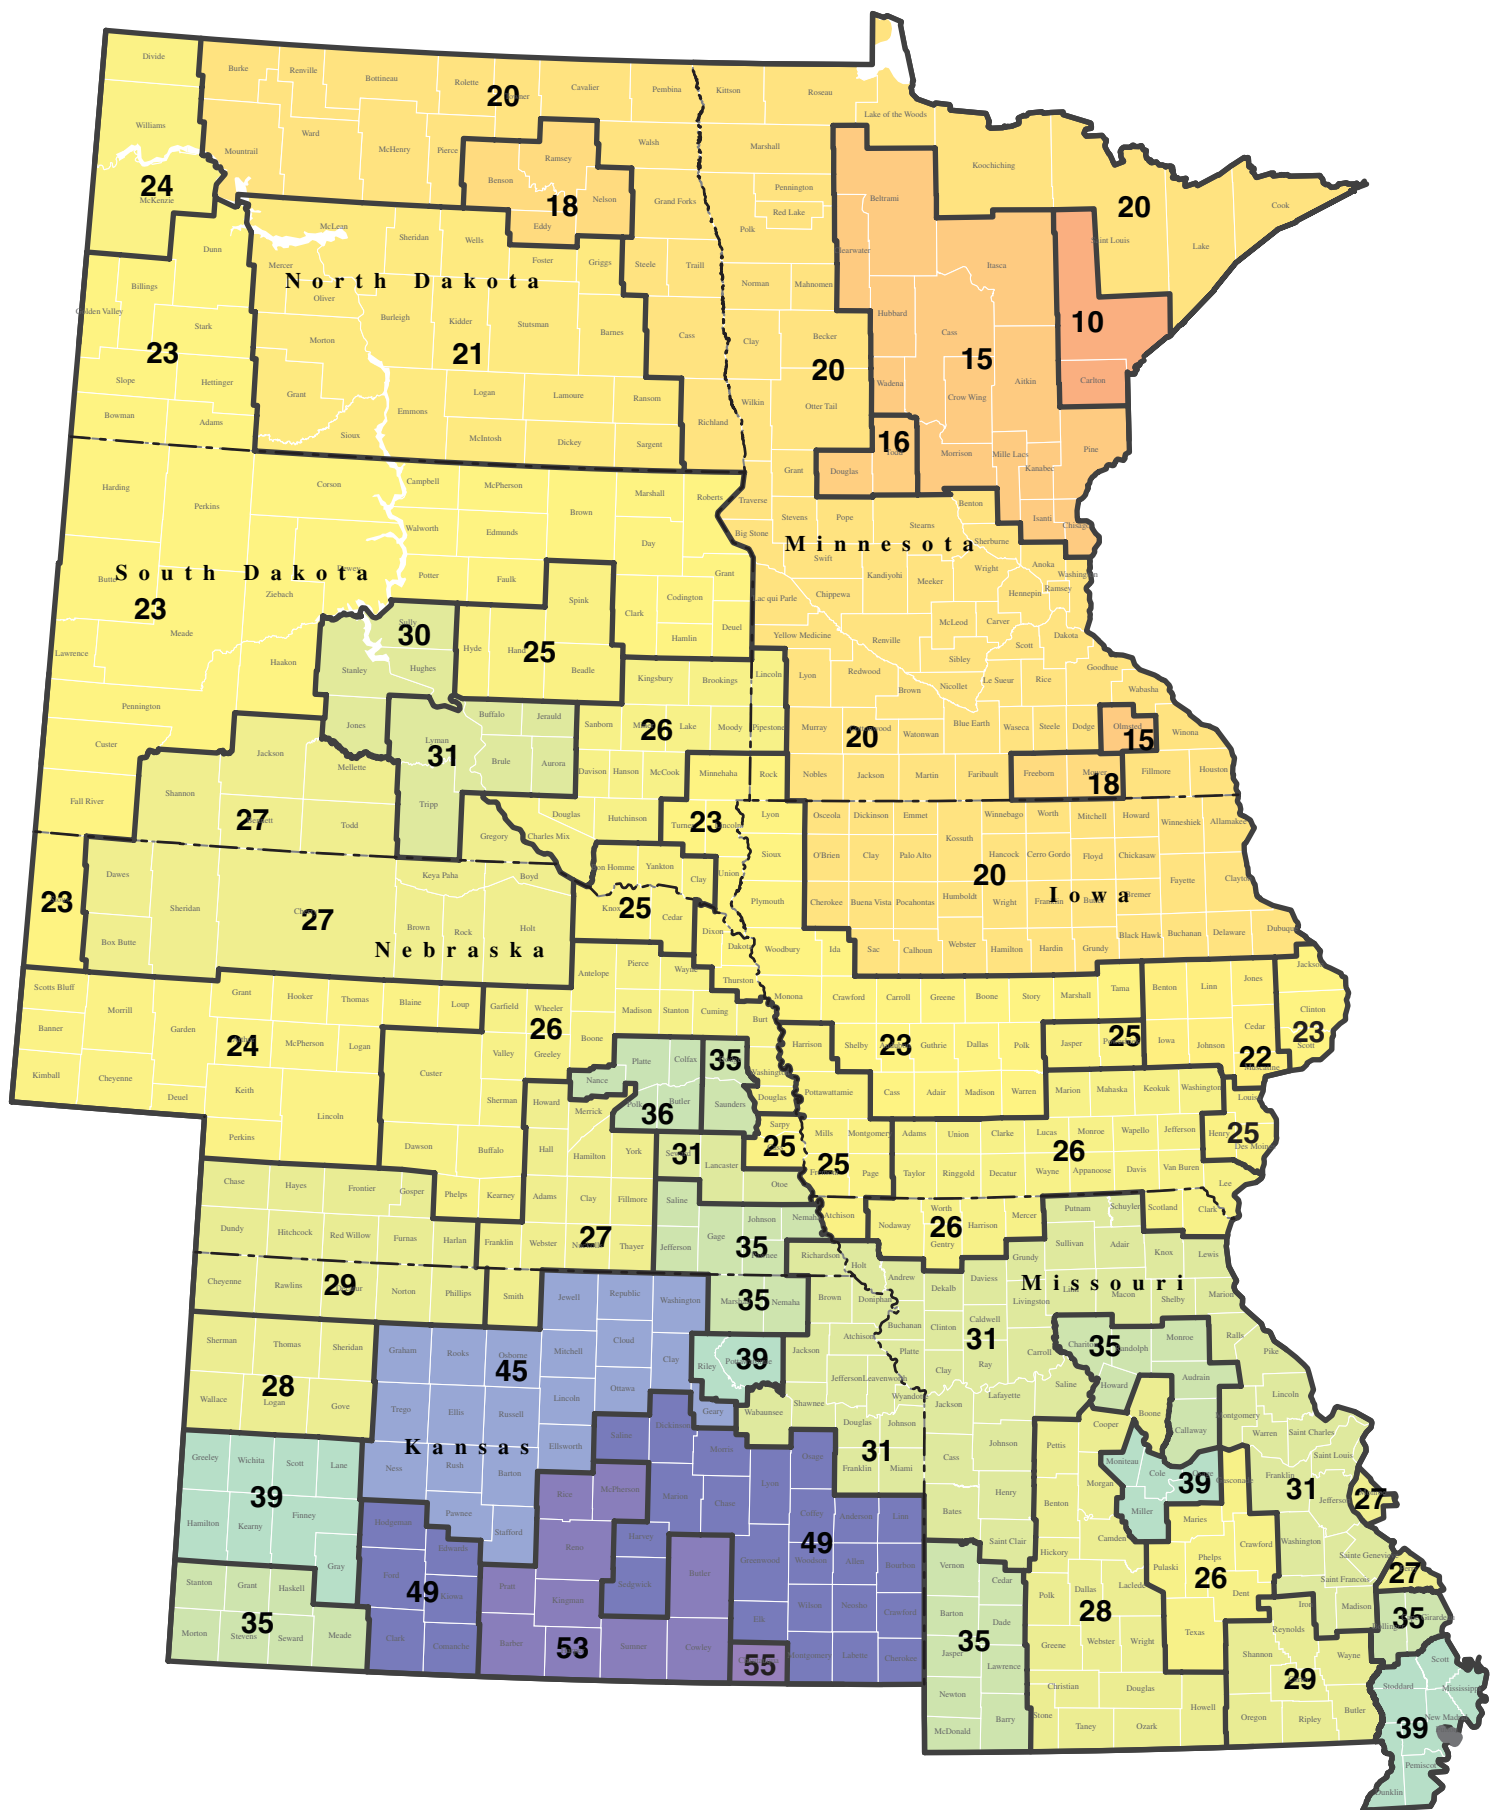 Divide
Burke
Renville
Bottineau
Rolette
20
Cavalier
Pembina
Kittson
Roseau
Lake of the Woods
Williams
Mountrail
Ward
McHenry
Pierce
Ramsey
Benson
Nelson
Walsh
Grand Forks
Marshall
Pennington
Red Lake
Polk
Beltrami
Koochiching
Cook
Lake
20
24
McKenzie
18
Eddy
McLean
Sheridan
Wells
Dunn
Foster
Griggs
Steele
Traill
Norman
Mahnomen
Itasca
Mercer
North Dakota
Oliver
Billings
Golden Valley
Stark
Burleigh
Kidder
Stutsman
Barnes
Cass
Clay
Becker
Hubbard
Cass
10
23
Morton
21
20
15
Slope
Hettinger
Grant
Logan
Lamoure
Ransom
Wilkin
Otter Tail
Wadena
Crow Wing
Aitkin
Carlton
Bowman
Adams
Sioux
Emmons
McIntosh
Dickey
Sargent
Richland
16
Morrison
Mille Lacs
Kanabec
Pine
Grant
Douglas
Harding
Perkins
Corson
Campbell
McPherson
Brown
Marshall
Roberts
Traverse
Stevens
Pope
Stearns
Benton
Isanti
Walworth
Edmunds
Day
Big Stone
Minnesota
Sherburne
South Dakota
Ziebach
Potter
Faulk
Grant
Swift
Kandiyohi
Meeker
Wright
Anoka
Washington
Hennepin
Ramsey
23
Meade
Spink
Clark
Codington
Lac qui Parle
Chippewa
McLeod
Carver
Scott
Dakota
30
Hyde
Hand
25
Hamlin
Deuel
Yellow Medicine
Renville
Sibley
Lawrence
Haakon
Stanley
Hughes
Beadle
Kingsbury
Brookings
Lincoln
Lyon
Redwood
Brown
Nicollet
Le Sueur
Rice
Goodhue
Wabasha
Pennington
Jones
Buffalo
Jerauld
Sanborn
26
Lake
Moody
Pipestone
Murray
20
Watonwan
Blue Earth
Waseca
Steele
Dodge
Olmsted
15
Winona
Custer
Jackson
Mellette
Lyman
31
Brule
Aurora
Davison
Hanson
McCook
Minnehaha
Rock
Nobles
Jackson
Martin
Faribault
Freeborn
18
Fillmore
Houston
Fall River
Shannon
27
Todd
Tripp
Gregory
Charles Mix
Douglas
Hutchinson
23
Lyon
Osceola
Dickinson
Emmet
Kossuth
Winnebago
Worth
Mitchell
Howard
Winneshiek
Allamakee
Dawes
Sheridan
Keya Paha
Boyd
Yankton
Clay
Union
Sioux
O'Brien
Clay
Palo Alto
Hancock
Cerro Gordo
Floyd
Chickasaw
20
Iowa
Fayette
Clayton
23
27
Knox
25
Cedar
Plymouth
Cherokee
Buena Vista
Pocahontas
Humboldt
Wright
Bremer
Box Butte
Nebraska
Brown
Rock
Holt
Dixon
Dakota
Woodbury
Ida
Sac
Calhoun
Webster
Hamilton
Hardin
Grundy
Black Hawk
Buchanan
Delaware
Dubuque
Scotts Bluff
Morrill
Grant
Hooker
Thomas
Blaine
Loup
Garfield
Wheeler
Antelope
Pierce
Wayne
Thurston
Monona
Crawford
Carroll
Greene
Boone
Story
Marshall
Tama
Benton
Linn
Jones
Jackson
Banner
Garden
24
McPherson
Logan
26
Valley
Greeley
Boone
Madison
Stanton
Cuming
Burt
Harrison
Shelby
23
Guthrie
Dallas
Polk
Jasper
25
Iowa
Johnson
Cedar
22
Clinton
23
Scott
Kimball
Cheyenne
Deuel
Keith
Lincoln
Custer
Sherman
Howard
Nance
Merrick
Platte
Colfax
35
Washington
Pottawattamie
Cass
Adair
Madison
Warren
Marion
Mahaska
Keokuk
Washington
Muscatine
Perkins
Dawson
Buffalo
Hall
Hamilton
York
Polk
36
Butler
Saunders
Douglas
Sarpy
25
Mills
Montgomery
Adams
Union
Clarke
Lucas
Monroe
Wapello
Jefferson
Henry
25
Des Moines
Chase
Hayes
Frontier
Gosper
Phelps
Kearney
Adams
Clay
Fillmore
31
Lancaster
Otoe
25
Page
Taylor
Ringgold
Decatur
Wayne
26
Appanoose
Davis
Van Buren
Lee
Dundy
Hitchcock
Red Willow
Furnas
Harlan
Franklin
Webster
27
Thayer
Saline
Jefferson
Gage
35
Johnson
Nemaha
Richardson
Atchison
Nodaway
Worth
26
Gentry
Harrison
Mercer
Putnam
Schuyler
Scotland
Clark
Cheyenne
Rawlins
29
Norton
Phillips
Smith
Jewell
Republic
Washington
35
Nemaha
Brown
Doniphan
Holt
Andrew
Dekalb
Daviess
Grundy
Sullivan
Adair
Knox
Lewis
Livingston
Missouri
Macon
Shelby
Marion
Sherman
Thomas
Sheridan
Graham
Rooks
Osborne
45
Mitchell
Cloud
Clay
Riley
39
Jackson
Atchison
Buchanan
Clinton
Caldwell
31
Carroll
35
Randolph
Monroe
Ralls
Pike
Wallace
28
Logan
Gove
Trego
Ellis
Russell
Lincoln
Ottawa
Geary
Wabaunsee
Shawnee
Jefferson
Leavenworth
Wyandotte
Platte
Clay
Ray
Jackson
Lafayette
Saline
Howard
Boone
Audrain
Callaway
Montgomery
Lincoln
Warren
Saint Charles
Greeley
Wichita
Scott
Lane
Kansas
Ness
Rush
Barton
Ellsworth
Saline
Dickinson
Morris
Lyon
Osage
Douglas
Johnson
31
Franklin
Miami
Cass
Johnson
Pettis
Cooper
Moniteau
Cole
39
Gasconade
Franklin
31
Saint Louis
Jefferson
27
Hamilton
39
Kearny
Finney
Gray
Hodgeman
Pawnee
Stafford
Rice
McPherson
Marion
Chase
Coffey
Anderson
Linn
Bates
Henry
Benton
Morgan
Miller
Camden
Maries
Crawford
Washington
Sainte Genevieve
27
Stanton
Grant
Haskell
Ford
49
Edwards
Kiowa
Pratt
Reno
Kingman
Harvey
Sedgwick
Butler
Greenwood
49
Woodson
Allen
Bourbon
Vernon
Saint Clair
Cedar
Hickory
Polk
Dallas
Laclede
Pulaski
Phelps
26
Dent
Iron
Saint Francois
Madison
35
Morton
35
Stevens
Seward
Meade
Clark
Comanche
Barber
53
Sumner
Cowley
Elk
55
Wilson
Neosho
Crawford
Montgomery
Labette
Cherokee
Barton
Dade
35
Jasper
Lawrence
28
Greene
Webster
Wright
Texas
Shannon
Reynolds
29
Wayne
Scott
Stoddard
Mississippi
New Madrid
39
Newton
McDonald
Barry
Christian
Stone
Taney
Douglas
Ozark
Howell
Oregon
Ripley
Butler
Pemiscot
Dunklin